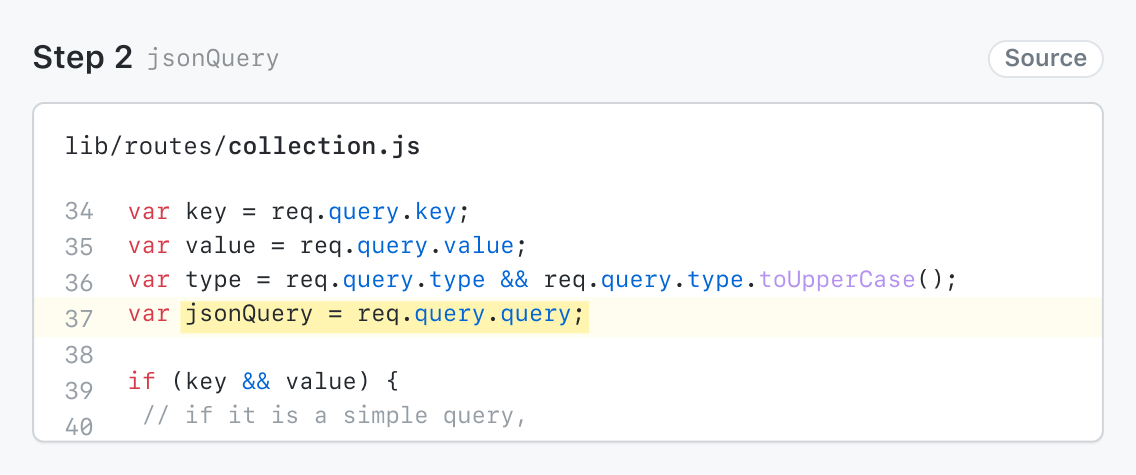 Step 2 jsonQuery Source
lib/routes/collection.js
34 var key = req.query.key;
35 var value = req.query.value;
36 var type = req.query.type && req.query.type.toUpperCase();
37 var jsonQuery = req.query.query;
38
39 if (key && value) {
40 // if it is a simple query,